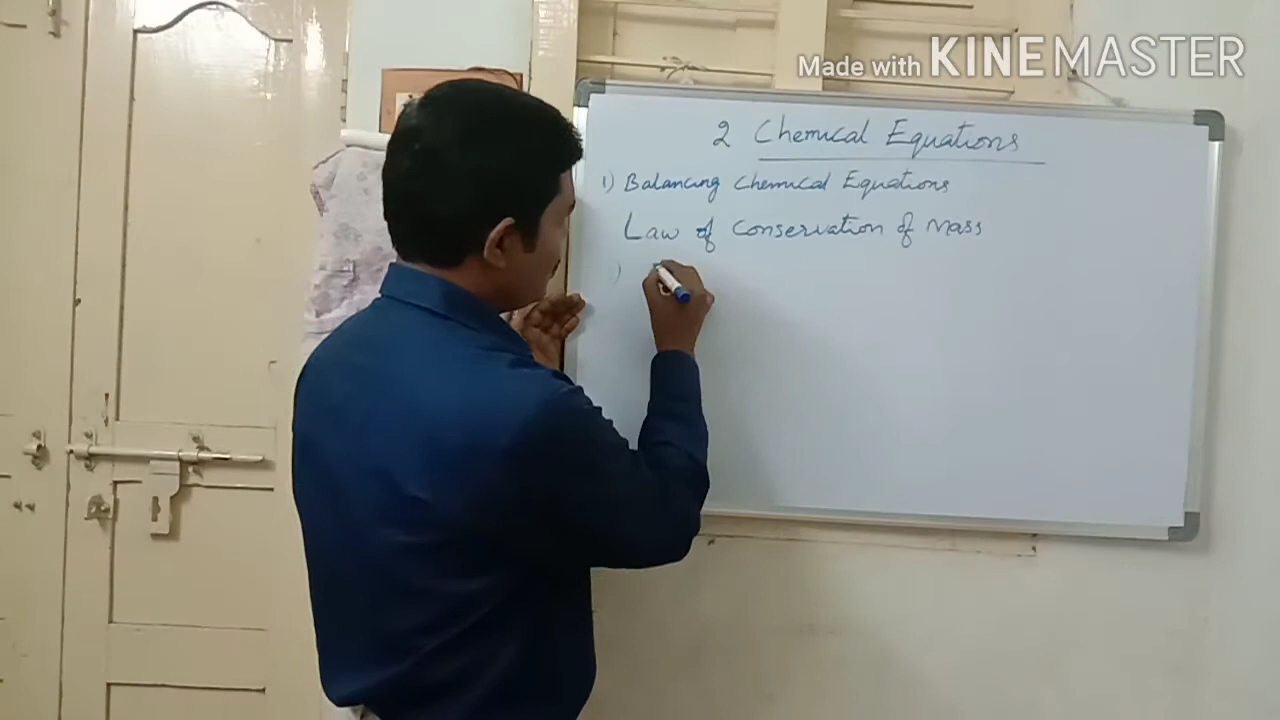 Made with KINEMASTER
2 Chemical Equations
1) Balancing Chemical Equations
Law of Conservation of Mass
)